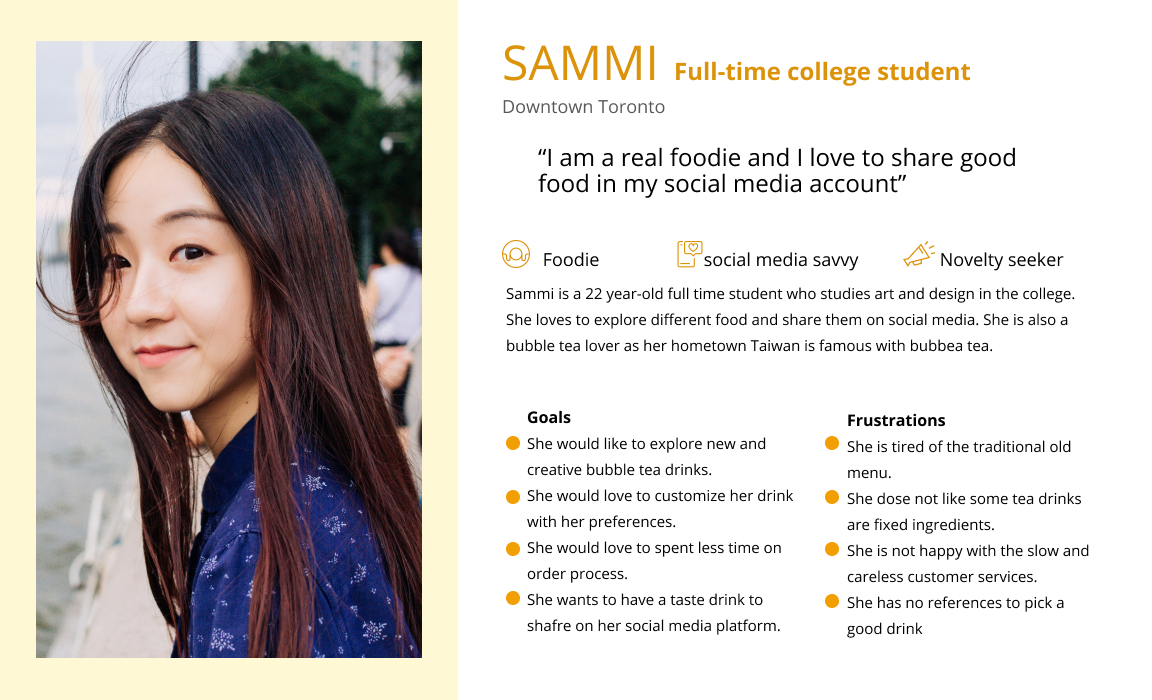 SAMMI Full-time college student
Downtown Toronto
“I am a real foodie and I love to share good
food in my social media account”
Foodie
social media savvy
Novelty seeker
Sammi is a 22 year-old full time student who studies art and design in the college.
She loves to explore different food and share them on social media. She is also a
bubble tea lover as her hometown Taiwan is famous with bubbea tea.
Goals
She would like to explore new and
creative bubble tea drinks.
She would love to customize her drink
with her preferences.
She would love to spent less time on
order process.
She wants to have a taste drink to
shafre on her social media platform.
Frustrations
She is tired of the traditional old
menu.
She dose not like some tea drinks
are fixed ingredients.
She is not happy with the slow and
careless customer services.
She has no references to pick a
good drink